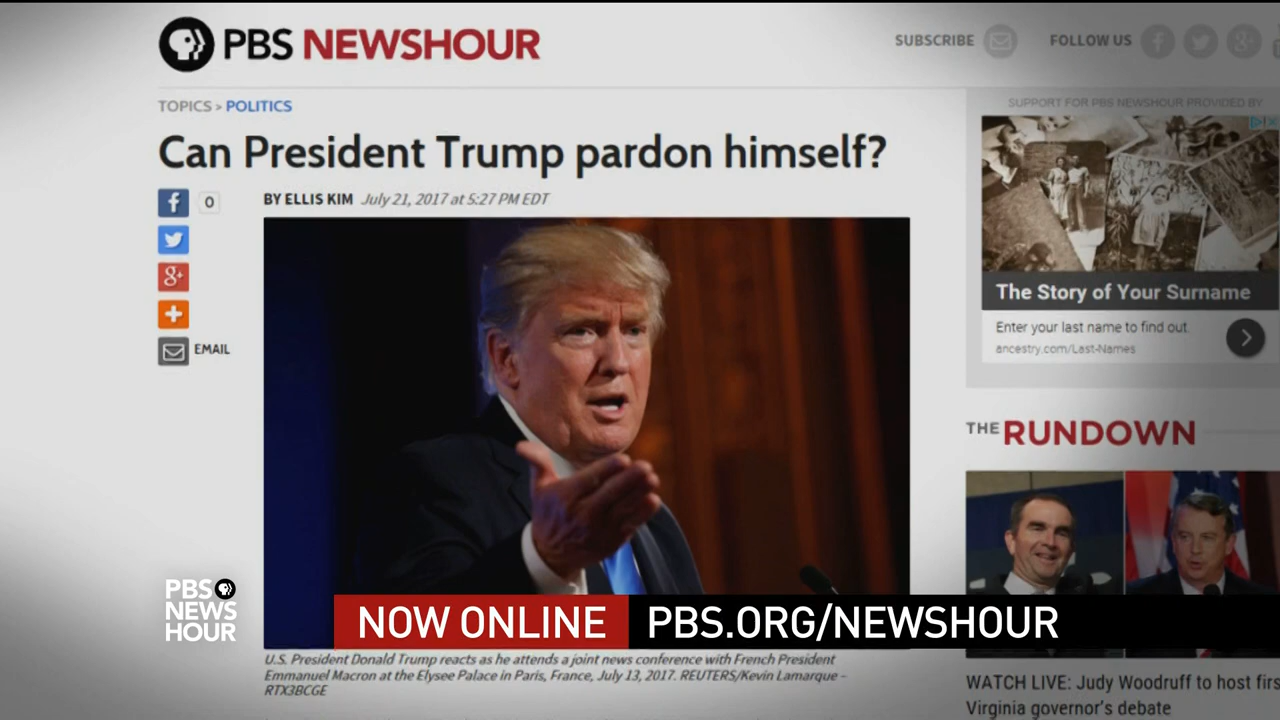 PBS NEWSHOUR
SUBSCRIBE
FOLLOW US
TOPICS > POLITICS
Can President Trump pardon himself?
0
BY ELLIS KIM July 21, 2017 at 5:27 PM EDT
EMAIL
SUPPORT FOR PBS NEWSHOUR PROVIDED BY
The Story of Your Surname
Enter your last name to find out.
ancestry.com/Last-Names
THE RUNDOWN
PBS
NEWS
HOUR
NOW ONLINE PBS.ORG/NEWSHOUR
U.S. President Donald Trump reacts as he attends a joint news conference with French President
Emmanuel Macron at the Elysee Palace in Paris, France, July 13, 2017. REUTERS/Kevin Lamarque –
RTX3BCGE
WATCH LIVE: Judy Woodruff to host firs
Virginia governor's debate